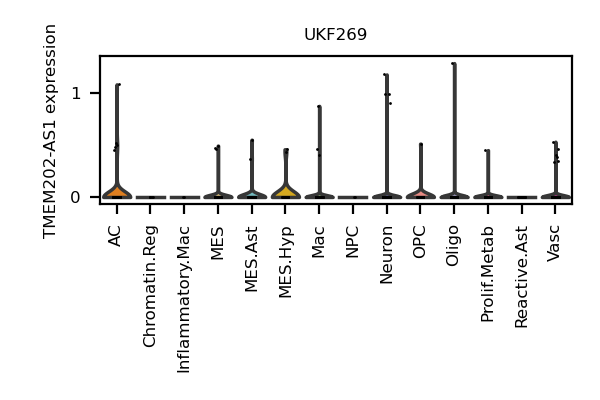 UKF269
TMEM202-AS1 expression
1
0
AC
Chromatin.Reg
Inflammatory.Mac
MES
MES.Ast
MES.Hyp
Mac
NPC
Neuron
OPC
Oligo
Prolif.Metab
Reactive.Ast
Vasc